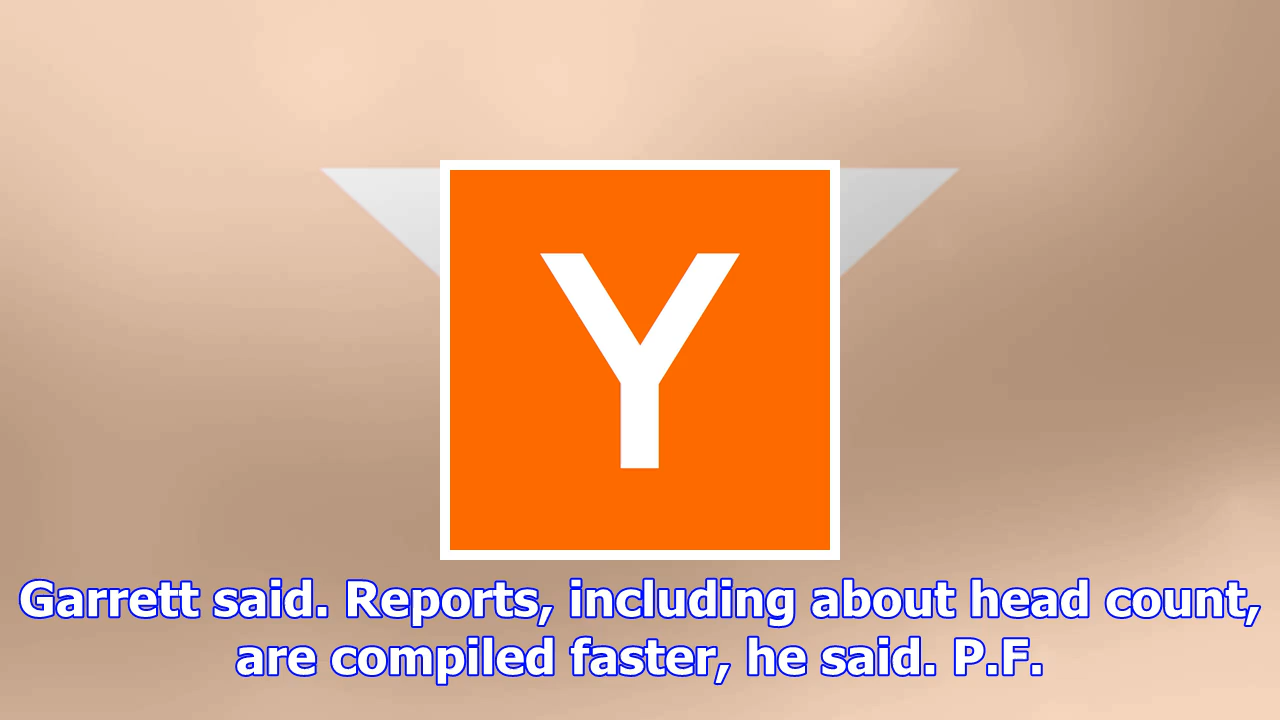 Y
Garrett said. Reports, including about head count,
are compiled faster, he said. P.F.